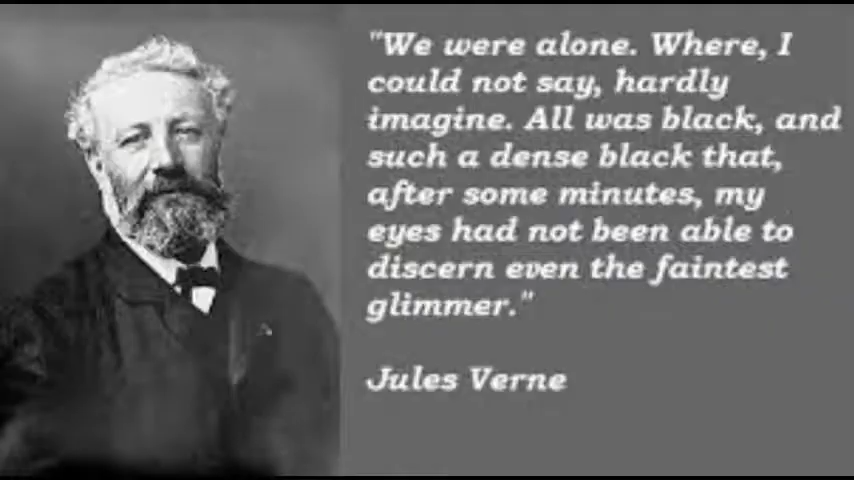 "We were alone. Where, I
could not say, hardly
imagine. All was black, and
such a dense black that,
after some minutes, my
eyes had not been able to
discern even the faintest
glimmer."
Jules Verne